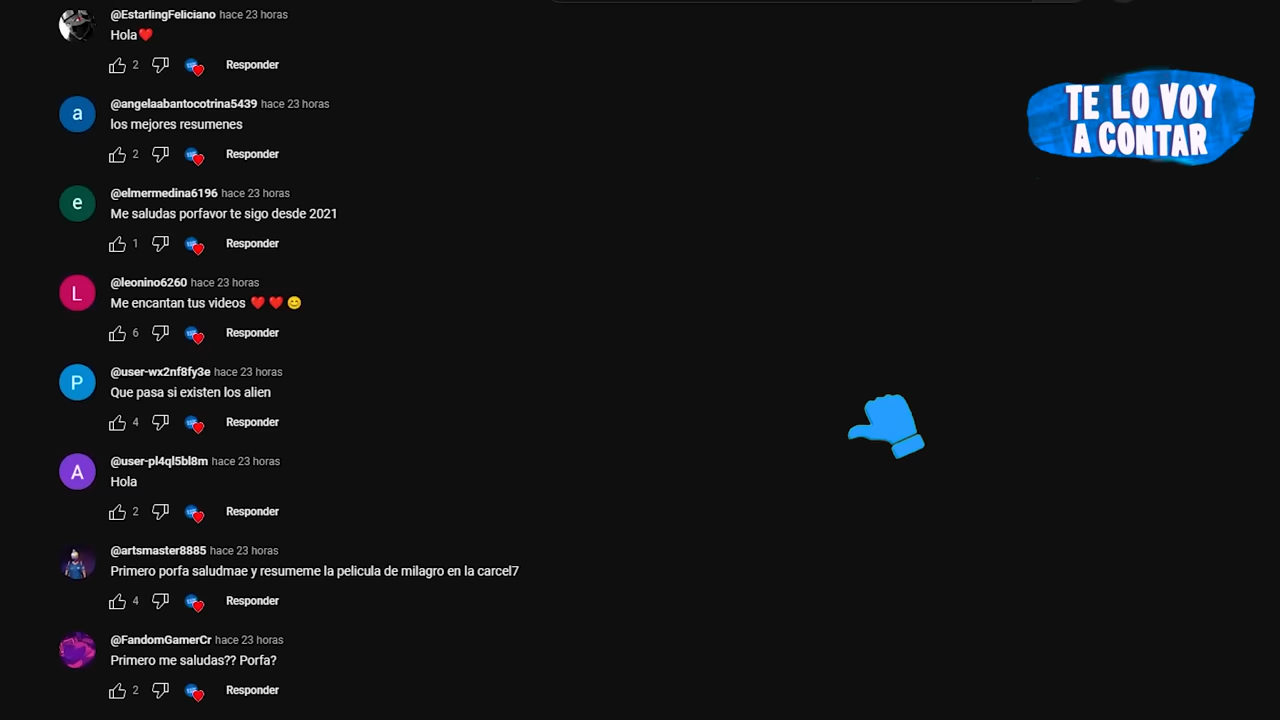 @EstarlingFeliciano hace 23 horas
Hola❤️
2 Responder
a
@angelaabantocotrina5439 hace 23 horas
los mejores resumenes
2 Responder
e
@elmermedina6196 hace 23 horas
Me saludas porfavor te sigo desde 2021
1 Responder
L
@leonino6260 hace 23 horas
Me encantan tus videos ❤️ ❤️ 😊
6 Responder
P
@user-wx2nf8fy3e hace 23 horas
Que pasa si existen los alien
4 Responder
A
@user-pl4ql5bl8m hace 23 horas
Hola
2 Responder
@artsmaster8885 hace 23 horas
Primero porfa saludmae y resumeme la pelicula de milagro en la carcel7
4 Responder
@FandomGamerCr hace 23 horas
Primero me saludas?? Porfa?
2 Responder
TE LO VOY
A CONTAR